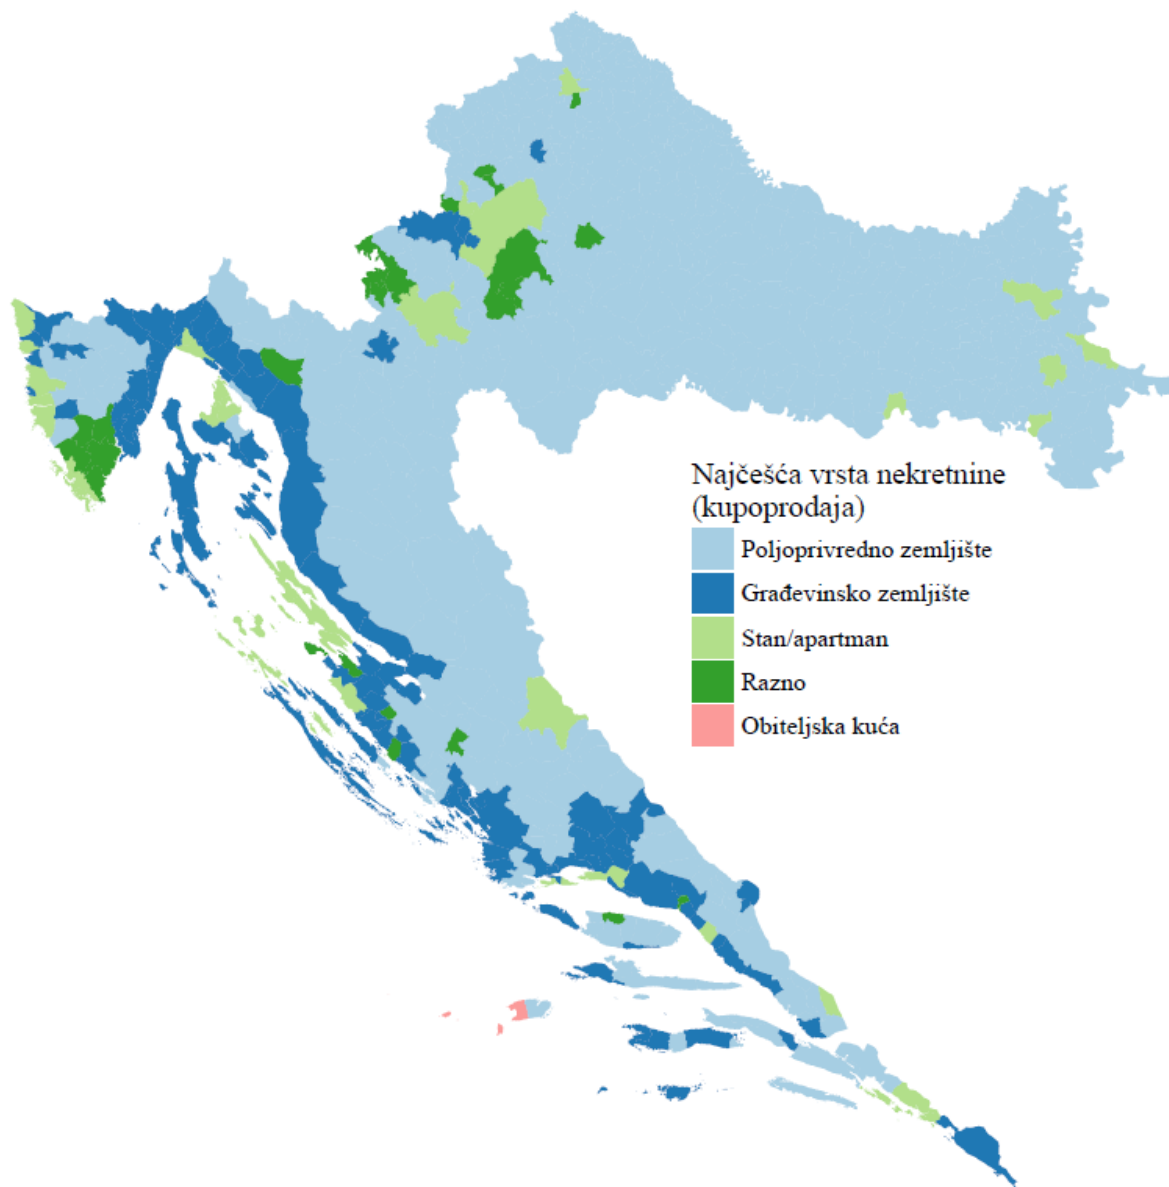 Najčešća vrsta nekretnine
(kupoprodaja)
Poljoprivredno zemljište
Građevinsko zemljište
Stan/apartman
Razno
Obiteljska kuća